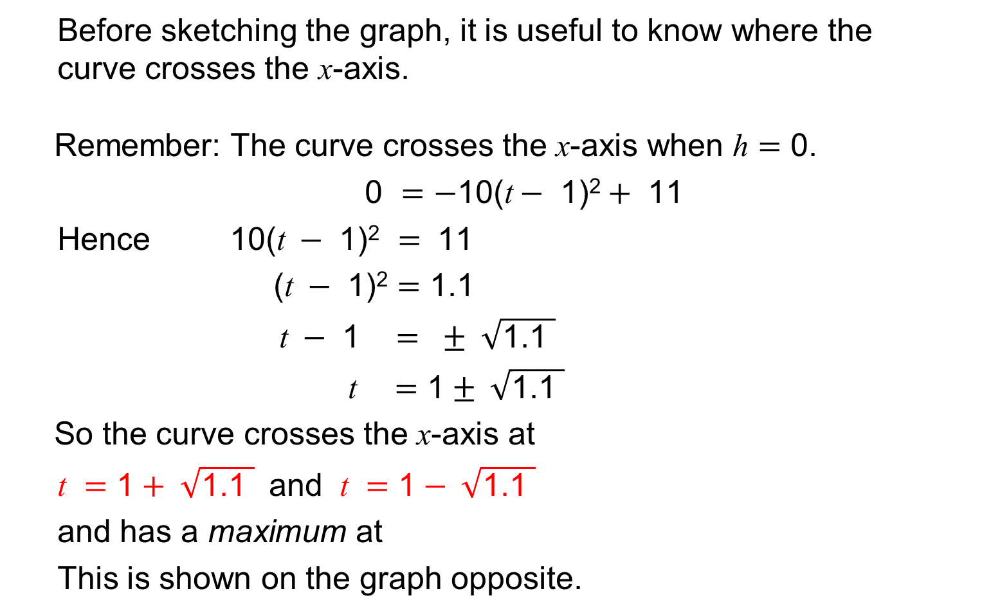 Before sketching the graph, it is useful to know where the
curve crosses the x-axis.
Remember: The curve crosses the x-axis when h = 0.
0 = −10(t − 1)² + 11
Hence 10(t − 1)² = 11
(t − 1)² = 1.1
t − 1 = ± √1.1
t = 1 ± √1.1
So the curve crosses the x-axis at
t = 1 + √1.1 and t = 1 − √1.1
and has a maximum at
This is shown on the graph opposite.